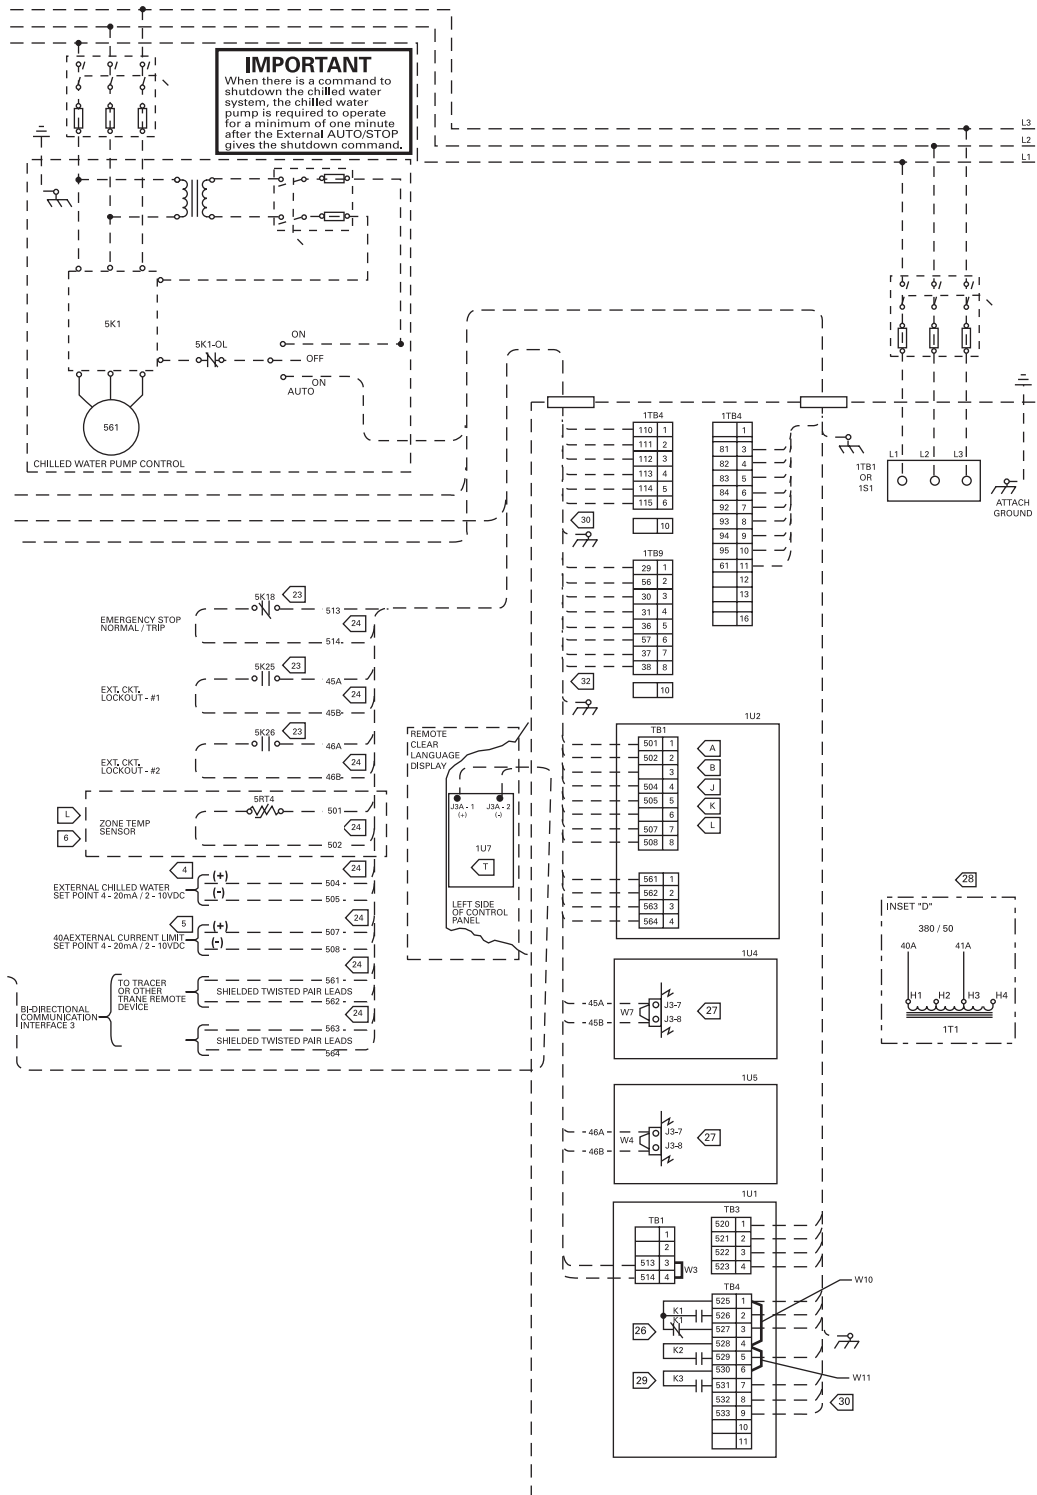 IMPORTANT
When there is a command to
shutdown the chilled water
system, the chilled water
pump is required to operate
for a minimum of one minute
after the External AUTO/STOP
gives the shutdown command.
L3
L2
L1
5K1
5K1-OL
ON
OFF
ON
AUTO
561
CHILLED WATER PUMP CONTROL
L1 L2 L3
1TB1
OR
1S1
ATTACH
GROUND
1TB4
110 1
111 2
112 3
113 4
114 5
115 6
10
30
1TB4
1
81 3
82 4
83 5
84 6
92 7
93 8
94 9
95 10
61 11
12
13
16
1TB9
29 1
56 2
30 3
31 4
36 5
57 6
37 7
38 8
10
32
EMERGENCY STOP
NORMAL / TRIP
5K18
23
513
24
514
EXT. CKT.
LOCKOUT - #1
5K25
23
45A
24
45B
EXT. CKT.
LOCKOUT - #2
5K26
23
46A
24
46B
L
6
ZONE TEMP
SENSOR
5RT4
501
24
502
EXTERNAL CHILLED WATER
SET POINT 4 - 20mA / 2 - 10VDC
4
(+)
(-)
24
504
505
40AEXTERNAL CURRENT LIMIT
SET POINT 4 - 20mA / 2 - 10VDC
5
(+)
(-)
24
507
508
BI-DIRECTIONAL
COMMUNICATION
INTERFACE 3
TO TRACER
OR OTHER
TRANE REMOTE
DEVICE
24
561
SHIELDED TWISTED PAIR LEADS
562
24
563
SHIELDED TWISTED PAIR LEADS
564
REMOTE
CLEAR
LANGUAGE
DISPLAY
J3A - 1
(+)
J3A - 2
(-)
1U7
T
LEFT SIDE
OF CONTROL
PANEL
1U2
TB1
501 1
502 2
3
504 4
505 5
6
507 7
508 8
A
B
J
K
L
561 1
562 2
563 3
564 4
1U4
45A
45B
W7
J3-7
J3-8
27
1U5
46A
46B
W4
J3-7
J3-8
27
28
INSET "D"
380 / 50
40A 41A
H1 H2 H3 H4
1T1
1U1
TB1
1
2
513 3
514 4
W3
TB3
520 1
521 2
522 3
523 4
TB4
525 1
526 2
527 3
528 4
529 5
530 6
531 7
532 8
533 9
10
11
K1
K1
K2
K3
26
29
W10
W11
30